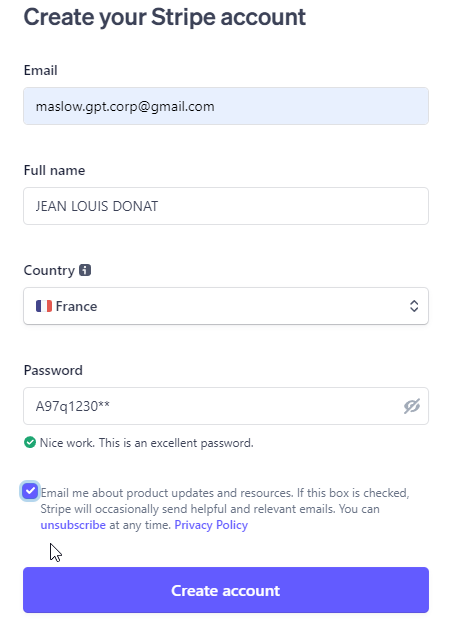 Create your Stripe account
Email
maslow.gpt.corp@gmail.com
Full name
JEAN LOUIS DONAT
Country
France
Password
A97q1230**
Nice work. This is an excellent password.
Email me about product updates and resources. If this box is checked,
Stripe will occasionally send helpful and relevant emails. You can
unsubscribe at any time. Privacy Policy
Create account